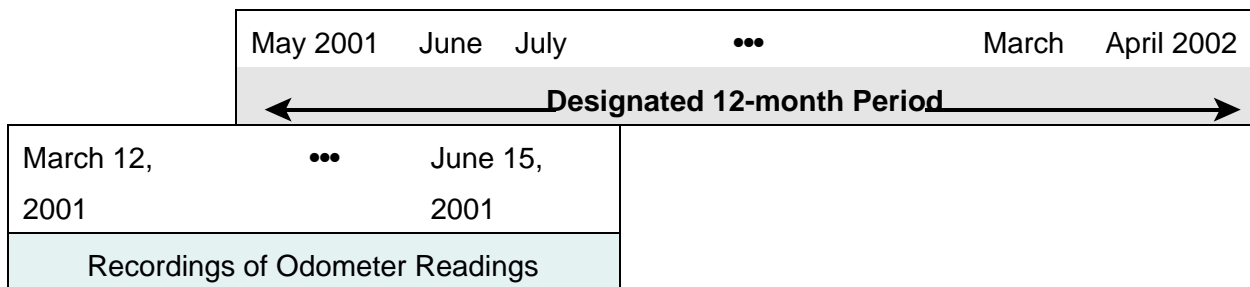 May 2001 June July ••• March April 2002
Designated 12-month Period
March 12, ••• June 15,
2001 2001
Recordings of Odometer Readings